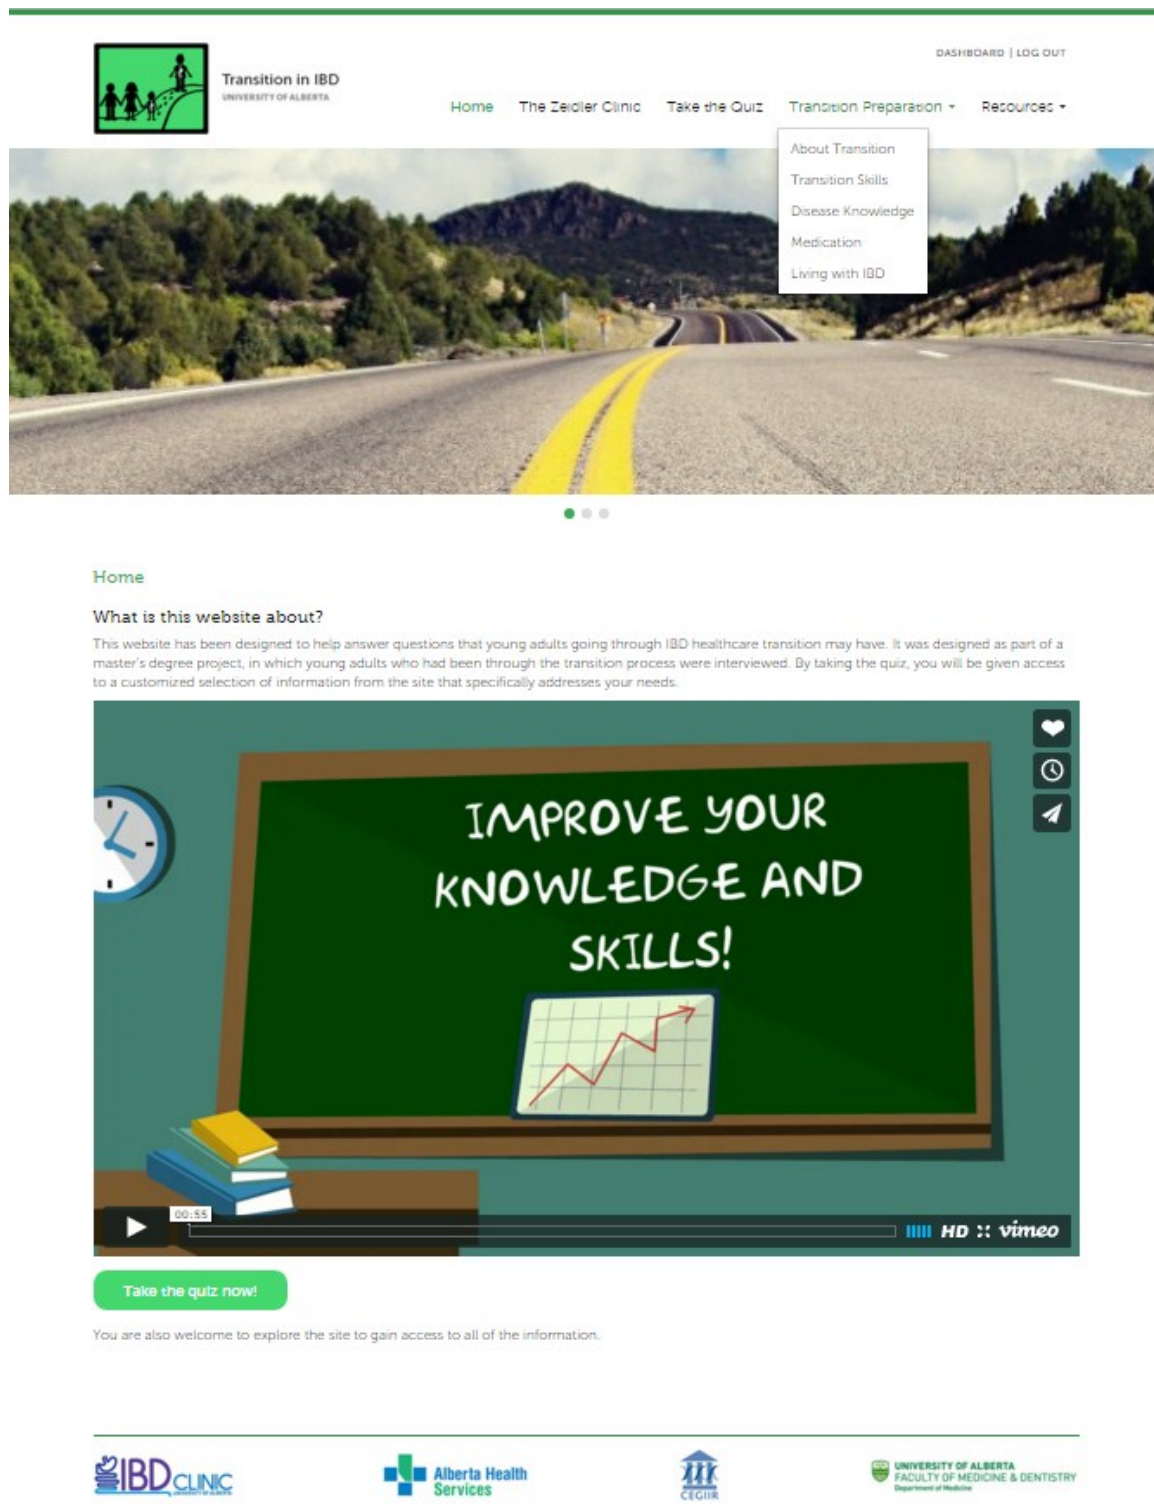 DASHBOARD | LOG OUT
Transition in IBD
UNIVERSITY OF ALBERTA
Home The Zeidler Clinic Take the Quiz Transition Preparation Resources
About Transition
Transition Skills
Disease Knowledge
Medication
Living with IBD
Home
What is this website about?
This website has been designed to help answer questions that young adults going through IBD healthcare transition may have. It was designed as part of a
master's degree project, in which young adults who had been through the transition process were interviewed. By taking the quiz, you will be given access
to a customized selection of information from the site that specifically addresses your needs.
IMPROVE YOUR
KNOWLEDGE AND
SKILLS!
00:55
HD vimeo
Take the quiz now!
You are also welcome to explore the site to gain access to all of the information.
IBD CLINIC
UNIVERSITY OF ALBERTA
Alberta Health
Services
CEGIIR
UNIVERSITY OF ALBERTA
FACULTY OF MEDICINE & DENTISTRY
Department of Medicine